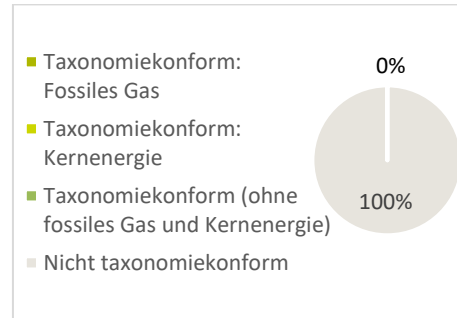 Taxonomiekonform:
Fossiles Gas
Taxonomiekonform:
Kernenergie
Taxonomiekonform (ohne
fossiles Gas und Kernenergie)
Nicht taxonomiekonform
0%
100%